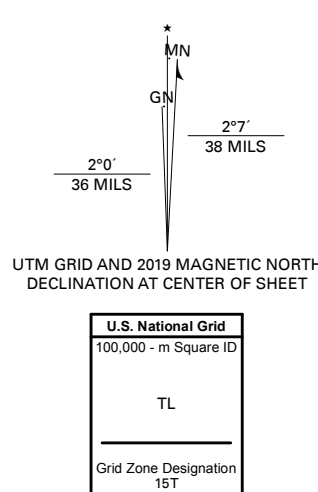 ★
MN
GN
2°7´
38 MILS
2°0´
36 MILS
UTM GRID AND 2019 MAGNETIC NORTH
DECLINATION AT CENTER OF SHEET
U.S. National Grid
100,000 - m Square ID
TL
Grid Zone Designation
15T